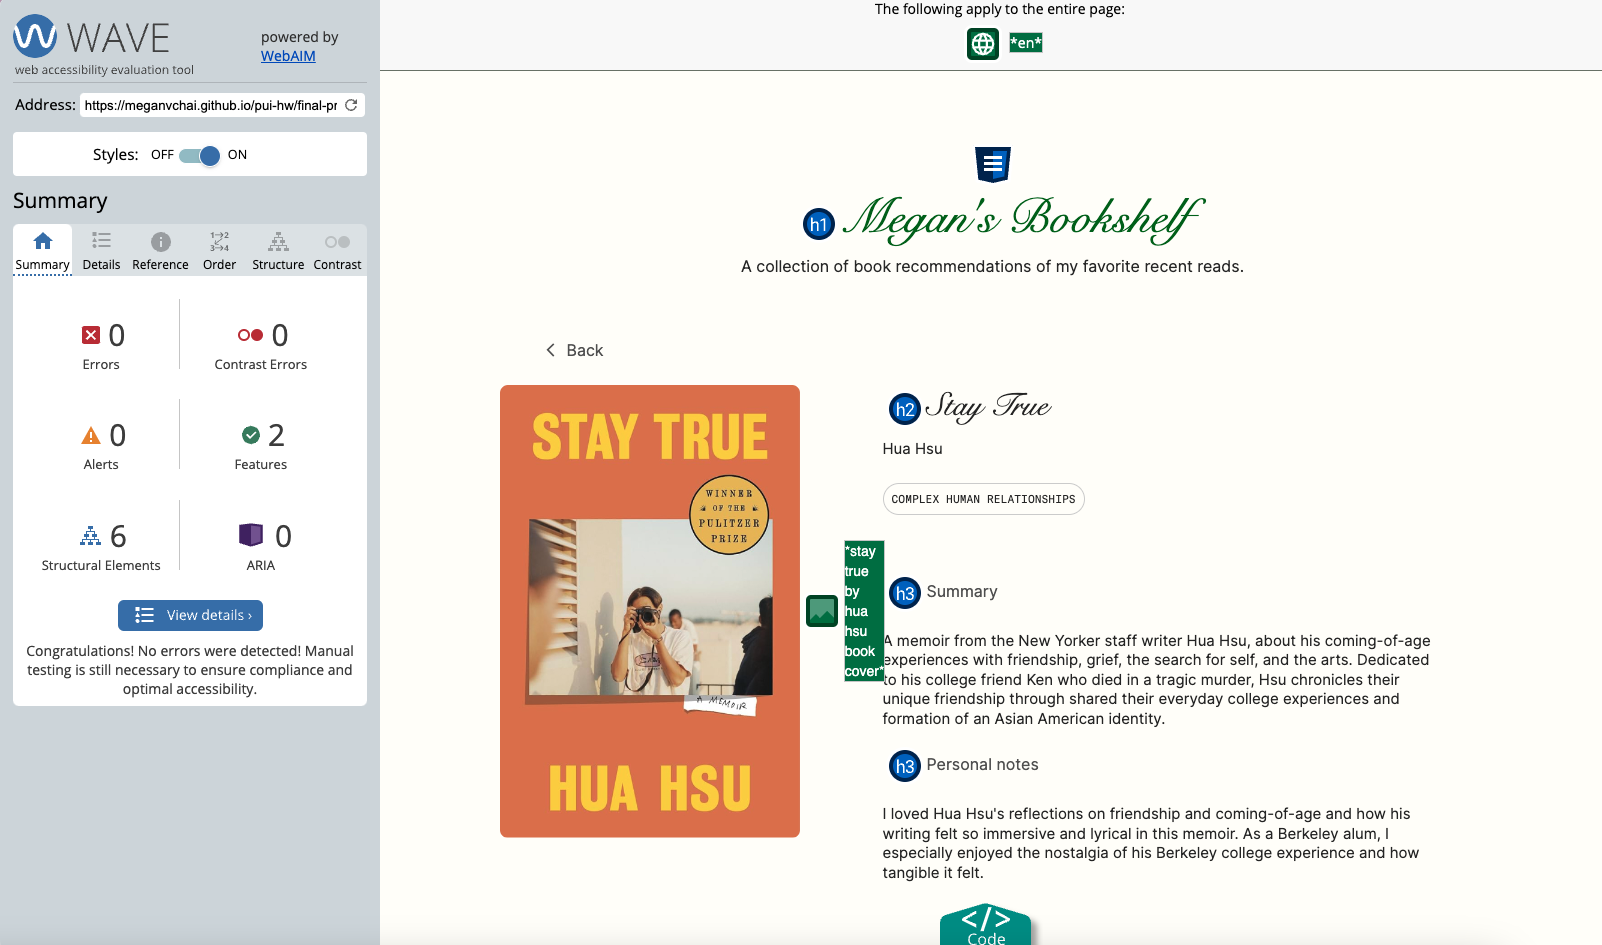 WAVE
powered by
WebAIM
web accessibility evaluation tool
Address: https://meganvchai.github.io/pui-hw/final-pr
Styles: OFF ON
Summary
Summary Details Reference Order Structure Contrast
0 0
Errors Contrast Errors
0 2
Alerts Features
6 0
Structural Elements ARIA
View details ›
Congratulations! No errors were detected! Manual
testing is still necessary to ensure compliance and
optimal accessibility.
The following apply to the entire page:
*en*
h1 Megan's Bookshelf
A collection of book recommendations of my favorite recent reads.
Back
STAY TRUE
WINNER
OF THE
PULITZER
PRIZE
A MEMOIR
HUA HSU
h2 Stay True
Hua Hsu
COMPLEX HUMAN RELATIONSHIPS
*stay
true
by
hua
hsu
book
cover*
h3 Summary
A memoir from the New Yorker staff writer Hua Hsu, about his coming-of-age
experiences with friendship, grief, the search for self, and the arts. Dedicated
to his college friend Ken who died in a tragic murder, Hsu chronicles their
unique friendship through shared their everyday college experiences and
formation of an Asian American identity.
h3 Personal notes
I loved Hua Hsu's reflections on friendship and coming-of-age and how his
writing felt so immersive and lyrical in this memoir. As a Berkeley alum, I
especially enjoyed the nostalgia of his Berkeley college experience and how
tangible it felt.
</>
Code